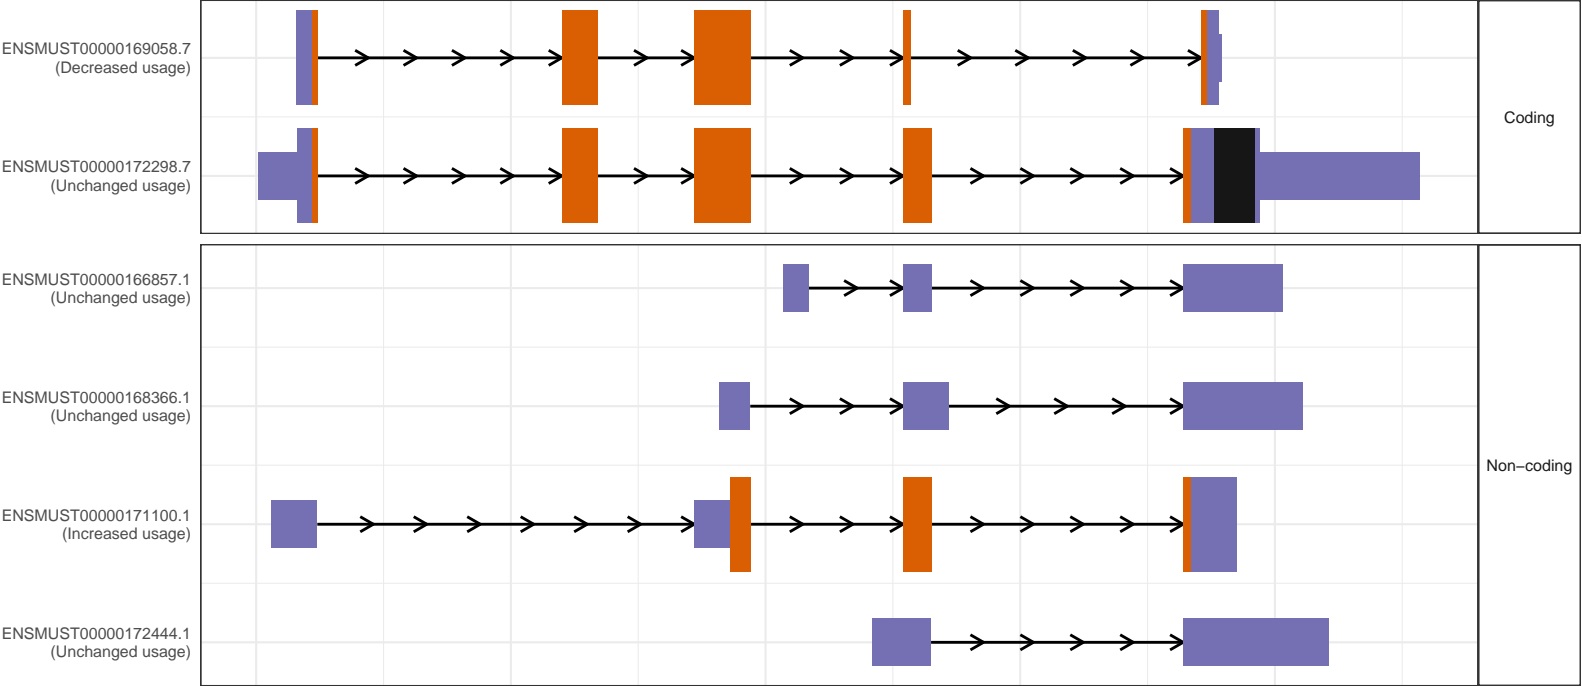 ENSMUST00000169058.7
(Decreased usage)
ENSMUST00000172298.7
(Unchanged usage)
Coding
ENSMUST00000166857.1
(Unchanged usage)
ENSMUST00000168366.1
(Unchanged usage)
Non−coding
ENSMUST00000171100.1
(Increased usage)
ENSMUST00000172444.1
(Unchanged usage)